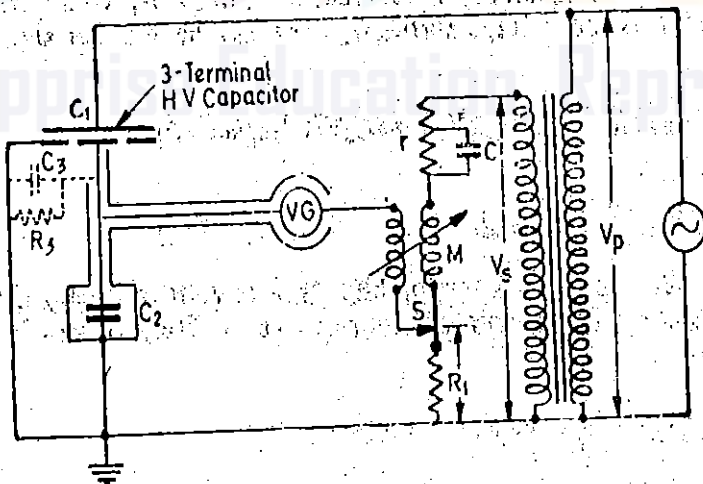 3-Terminal
H V Capacitor
C₁
r
C
C₃
R₃
VG
M
Vₛ
Vₚ
S
C₂
R₁